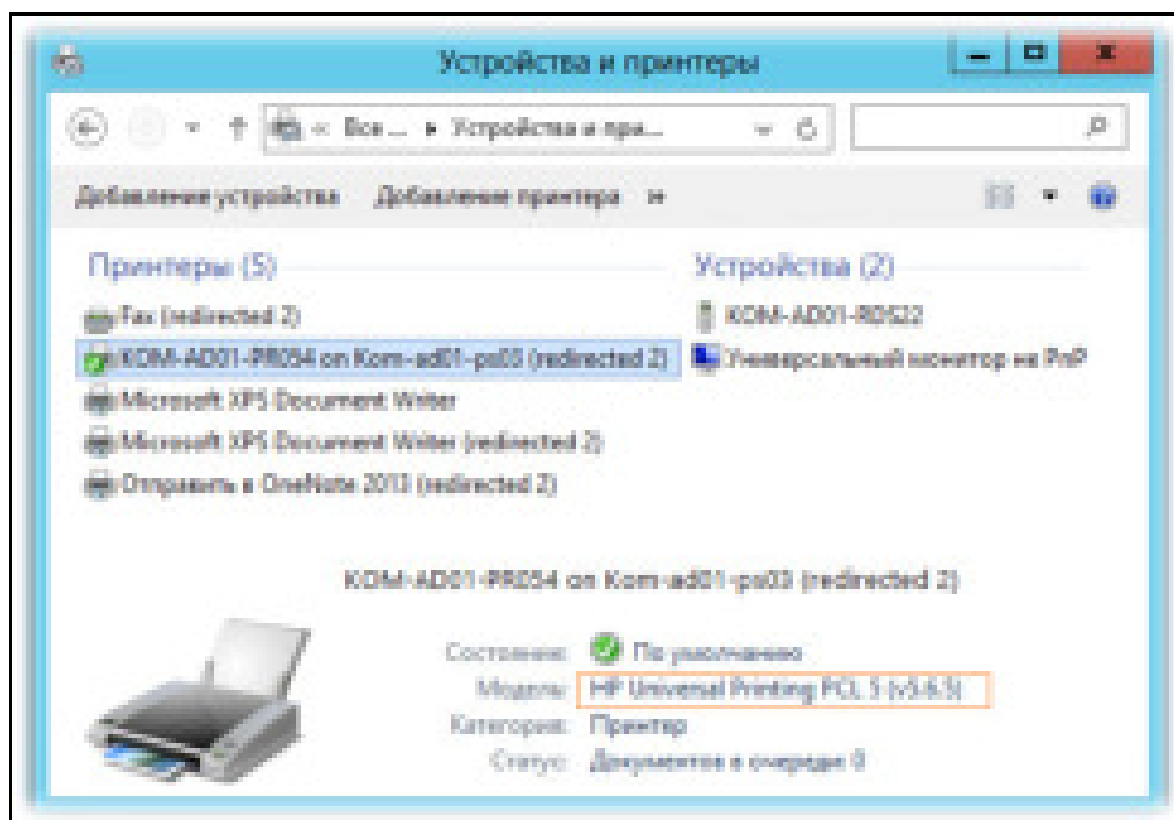 Устройства и принтеры
« Все ... ▸ Устройства и при...
Добавление устройства Добавление принтера »
Принтеры (5)
Fax (redirected 2)
KOM-AD01-PR054 on Kom-ad01-ps03 (redirected 2)
Microsoft XPS Document Writer
Microsoft XPS Document Writer (redirected 2)
Отправить в OneNote 2013 (redirected 2)
Устройства (2)
KOM-AD01-RDS22
Универсальный монитор не PnP
KOM-AD01-PR054 on Kom-ad01-ps03 (redirected 2)
Состояние: По умолчанию
Модель: HP Universal Printing PCL 5 (v5.6.5)
Категория: Принтер
Статус: Документов в очереди: 0